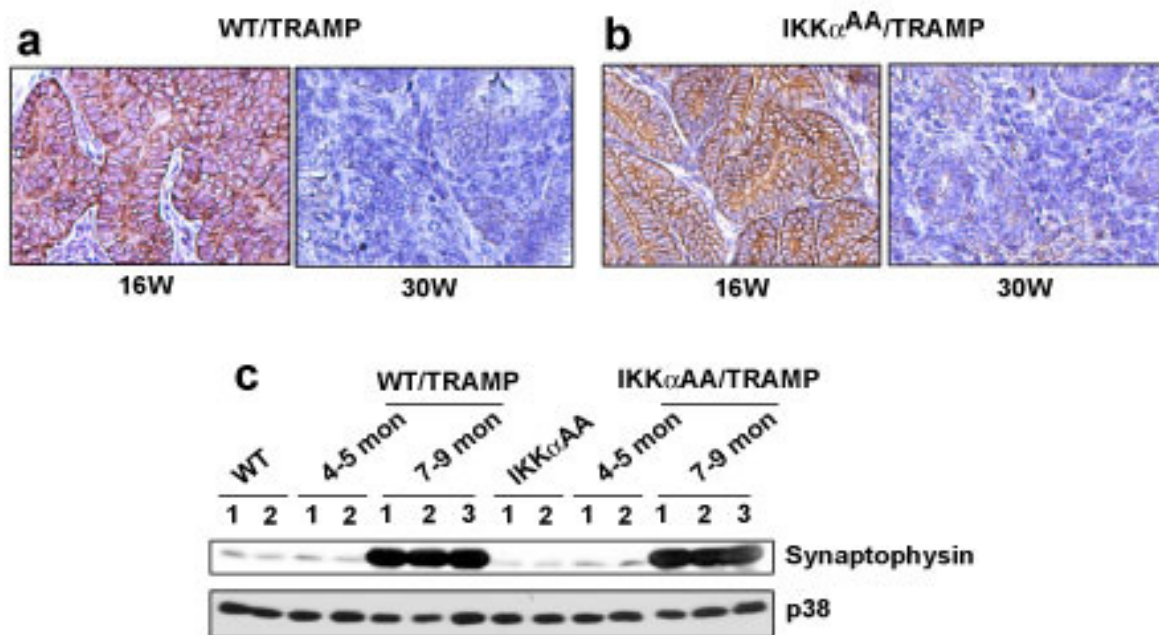 a WT/TRAMP
b IKKα^AA/TRAMP
16W 30W 16W 30W
c
WT/TRAMP IKKαAA/TRAMP
WT 4-5 mon 7-9 mon IKKαAA 4-5 mon 7-9 mon
1 2 1 2 1 2 3 1 2 1 2 1 2 3
Synaptophysin
p38